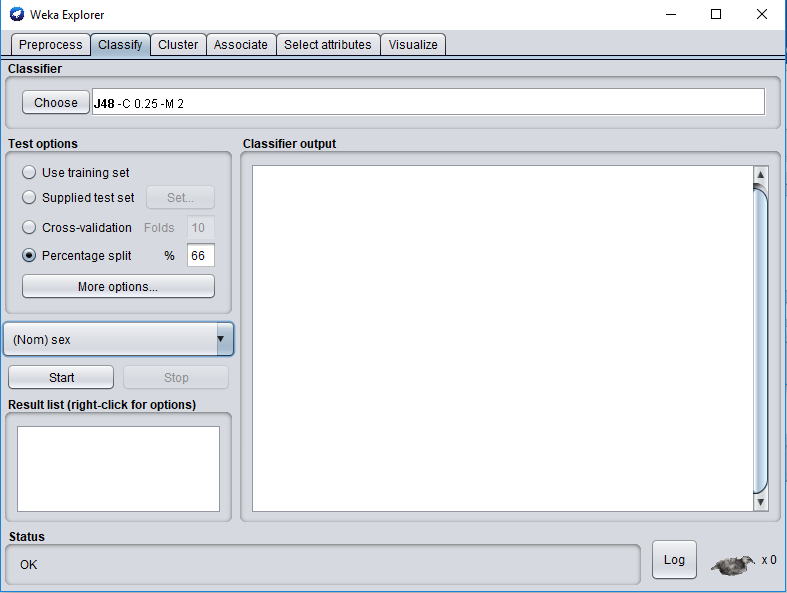 Weka Explorer
Preprocess Classify Cluster Associate Select attributes Visualize
Classifier
Choose J48 -C 0.25 -M 2
Test options
Use training set
Supplied test set Set...
Cross-validation Folds 10
Percentage split % 66
More options...
(Nom) sex
Start Stop
Result list (right-click for options)
Classifier output
Status
OK
Log x 0